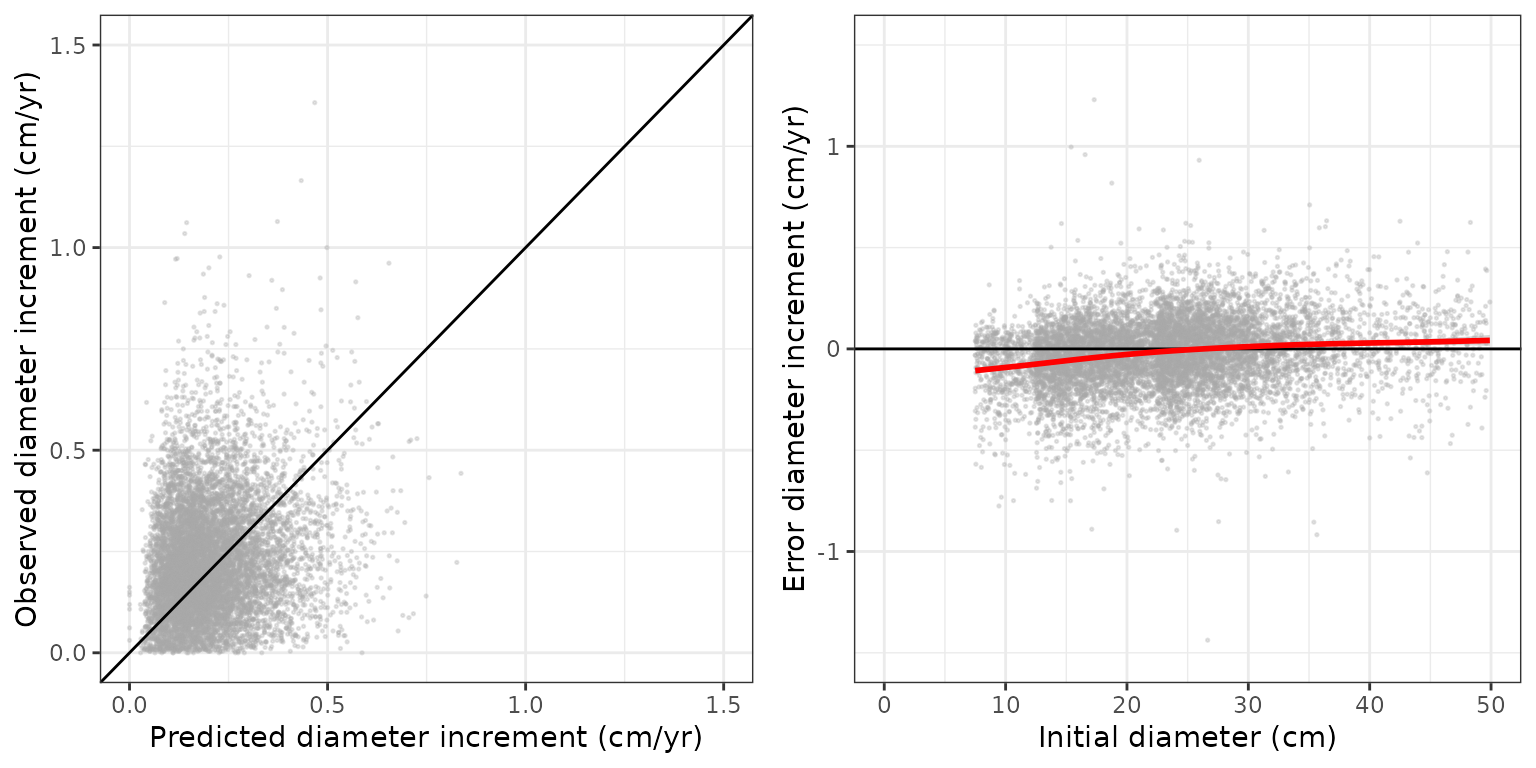 Observed diameter increment (cm/yr)
1.5
1.0
0.5
0.0
0.0 0.5 1.0 1.5
Predicted diameter increment (cm/yr)
Error diameter increment (cm/yr)
1
0
-1
0 10 20 30 40 50
Initial diameter (cm)